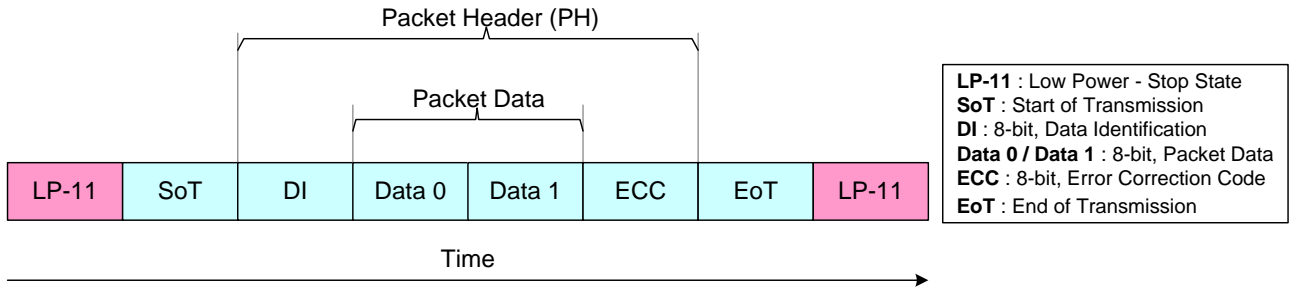 Packet Header (PH)
Packet Data
LP-11 SoT DI Data 0 Data 1 ECC EoT LP-11
Time
LP-11 : Low Power - Stop State
SoT : Start of Transmission
DI : 8-bit, Data Identification
Data 0 / Data 1 : 8-bit, Packet Data
ECC : 8-bit, Error Correction Code
EoT : End of Transmission